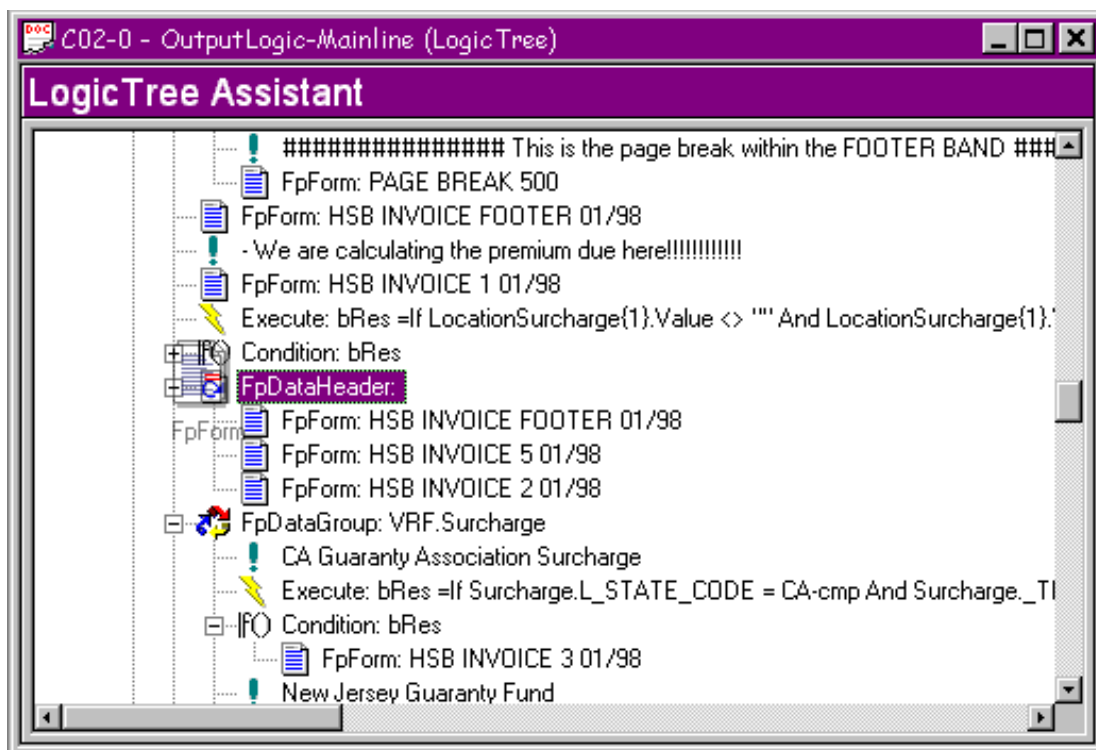 DOC C02-0 - OutputLogic-Mainline (LogicTree)
LogicTree Assistant
############### This is the page break within the FOOTER BAND ###
FpForm: PAGE BREAK 500
FpForm: HSB INVOICE FOOTER 01/98
- We are calculating the premium due here!!!!!!!!!!!!
FpForm: HSB INVOICE 1 01/98
Execute: bRes =If LocationSurcharge{1}.Value <> "" And LocationSurcharge{1}.
If() Condition: bRes
FpDataHeader:
FpForm: HSB INVOICE FOOTER 01/98
FpForm
FpForm: HSB INVOICE 5 01/98
FpForm: HSB INVOICE 2 01/98
FpDataGroup: VRF.Surcharge
CA Guaranty Association Surcharge
Execute: bRes =If Surcharge.L_STATE_CODE = CA-cmp And Surcharge._
If() Condition: bRes
FpForm: HSB INVOICE 3 01/98
New Jersey Guaranty Fund